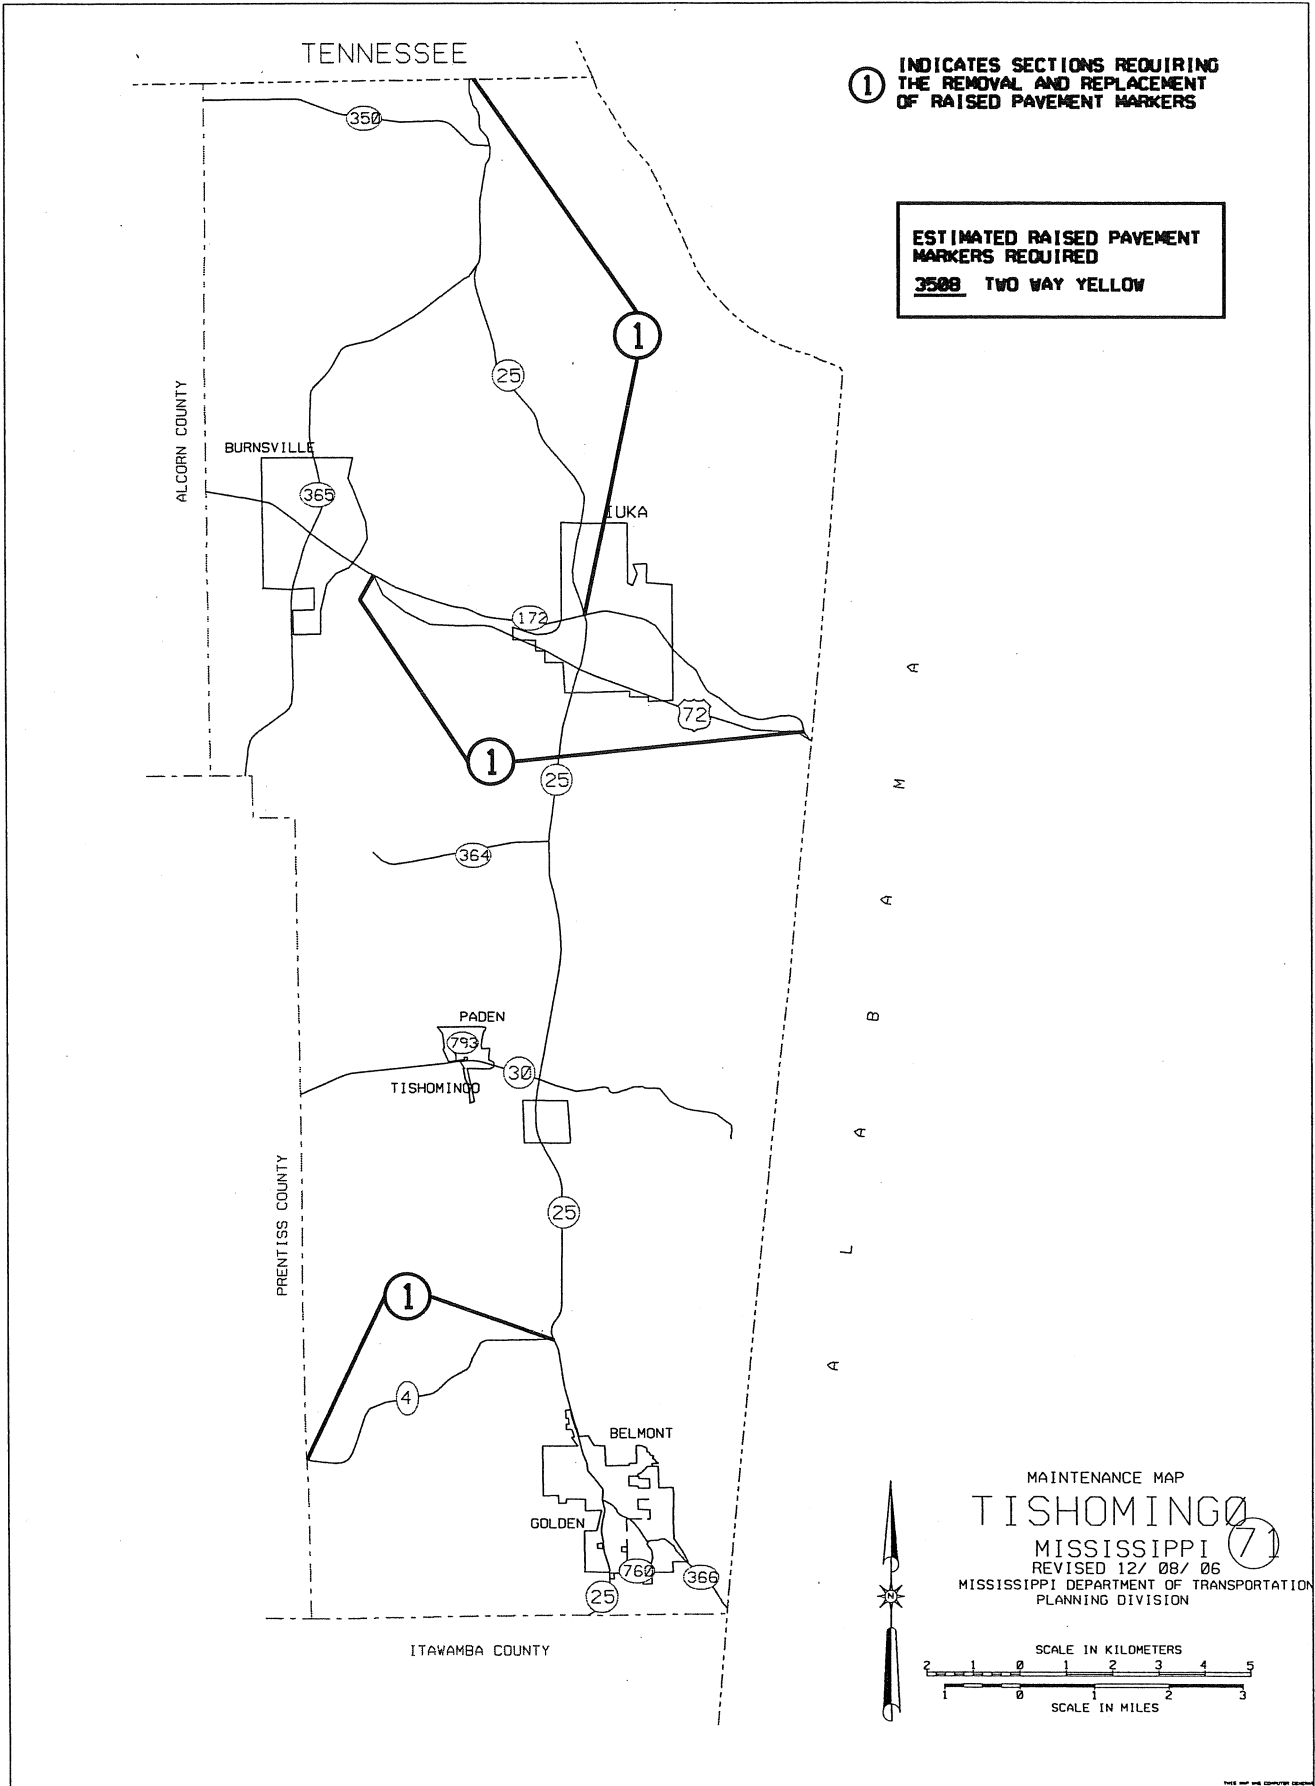 TENNESSEE
1 INDICATES SECTIONS REQUIRING
THE REMOVAL AND REPLACEMENT
OF RAISED PAVEMENT MARKERS
350
ESTIMATED RAISED PAVEMENT
MARKERS REQUIRED
3508 TWO WAY YELLOW
1
25
ALCORN COUNTY
BURNSVILLE
365
IUKA
172
72
1
25
364
PADEN
793
30
TISHOMINGO
PRENTISS COUNTY
25
1
4
ALABAMA
BELMONT
GOLDEN
760
366
25
ITAWAMBA COUNTY
MAINTENANCE MAP
TISHOMINGO
71
MISSISSIPPI
REVISED 12/ 08/ 06
MISSISSIPPI DEPARTMENT OF TRANSPORTATION
PLANNING DIVISION
N
SCALE IN KILOMETERS
2 1 0 1 2 3 4 5
1 0 1 2 3
SCALE IN MILES